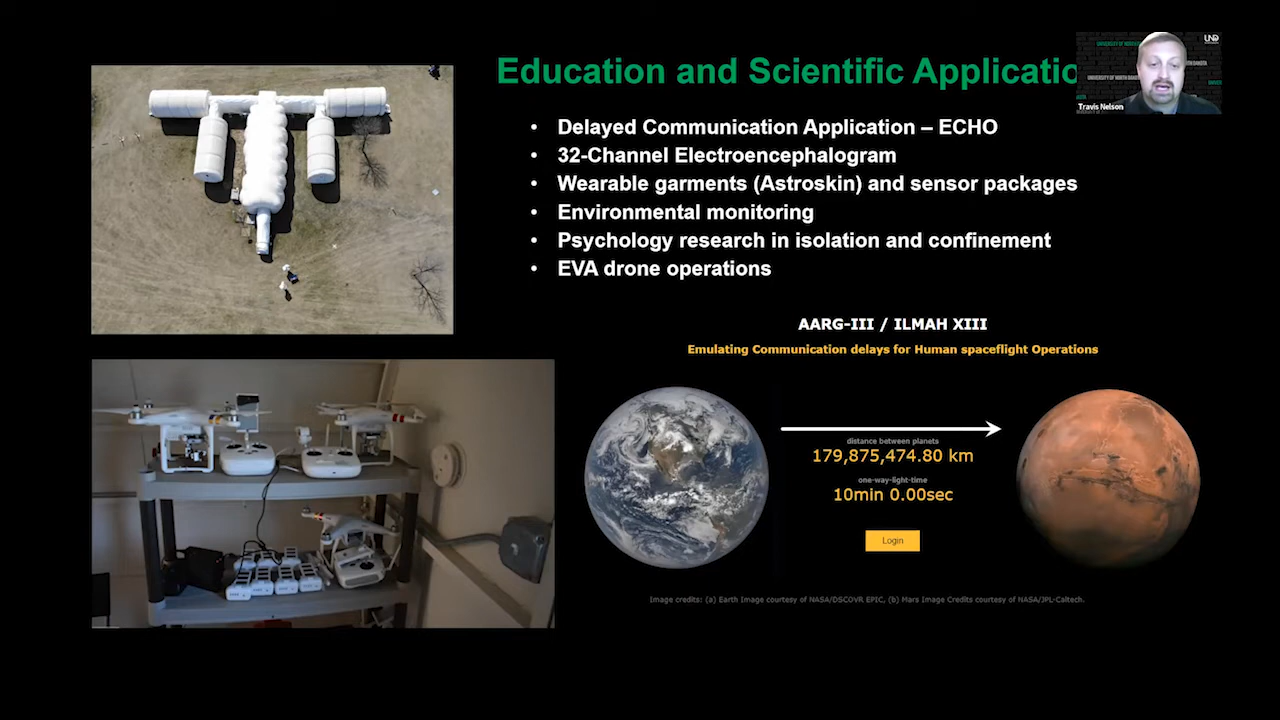 Education and Scientific Applicatio
• Delayed Communication Application – ECHO
• 32-Channel Electroencephalogram
• Wearable garments (Astroskin) and sensor packages
• Environmental monitoring
• Psychology research in isolation and confinement
• EVA drone operations
UND
UNIVERSITY OF NORTH DAKOTA
Travis Nelson
AARG-III / ILMAH XIII
Emulating Communication delays for Human spaceflight Operations
distance between planets
179,875,474.80 km
one-way-light-time
10min 0.00sec
Login
Image credits: (a) Earth Image courtesy of NASA/DSCOVR EPIC, (b) Mars Image Credits courtesy of NASA/JPL-Caltech.